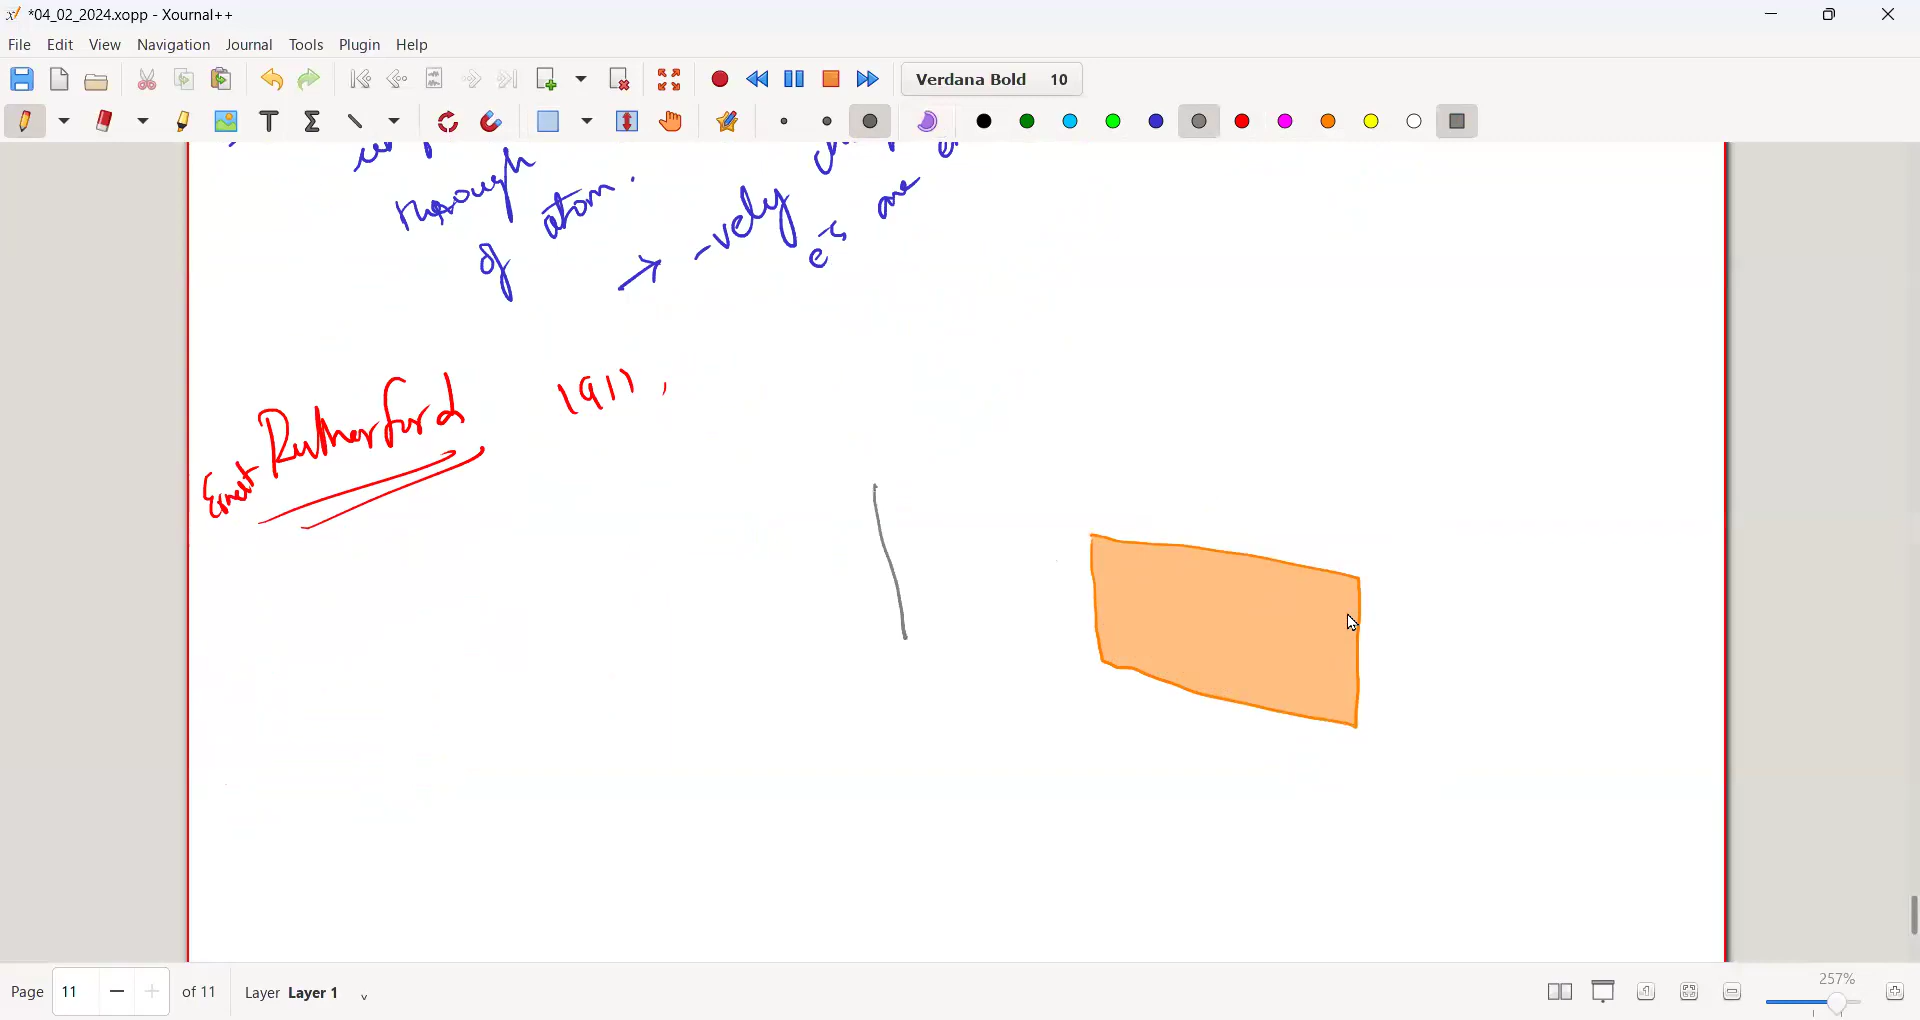 *04_02_2024.xopp - Xournal++
File Edit View Navigation Journal Tools Plugin Help
Verdana Bold 10
through
of atom.
→ -vely
e-s are
Ernest Rutherford 1911,
Page 11 of 11 Layer Layer 1
257%